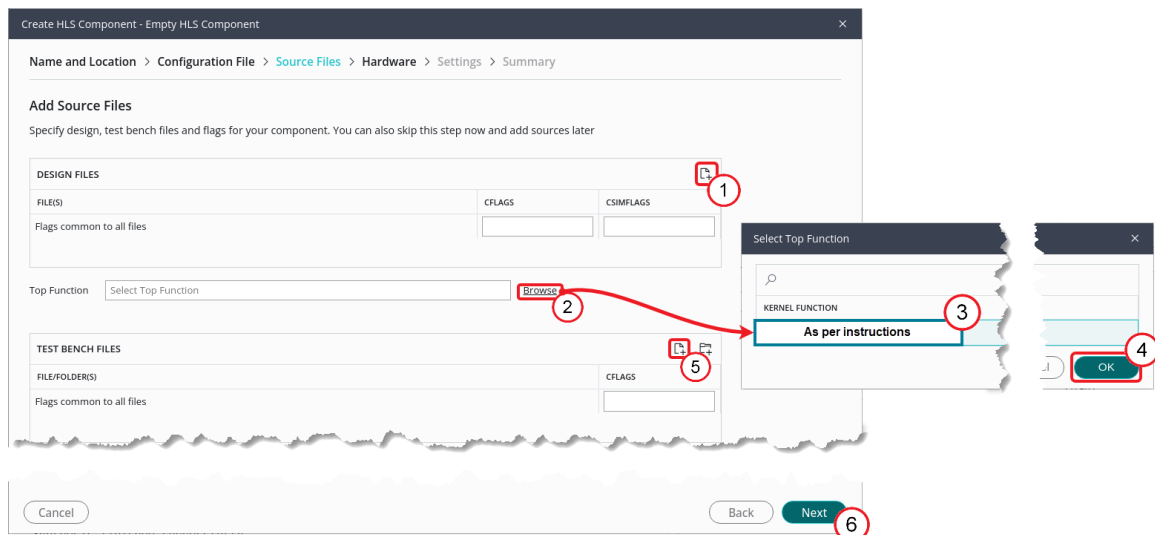 Create HLS Component - Empty HLS Component
Name and Location > Configuration File > Source Files > Hardware > Settings > Summary
Add Source Files
Specify design, test bench files and flags for your component. You can also skip this step now and add sources later
DESIGN FILES
1
FILE(S) CFLAGS CSIMFLAGS
Flags common to all files
Top Function Select Top Function Browse
2
TEST BENCH FILES
5
FILE/FOLDER(S) CFLAGS
Flags common to all files
Cancel Back Next
6
Select Top Function
KERNEL FUNCTION
3
As per instructions
4
OK